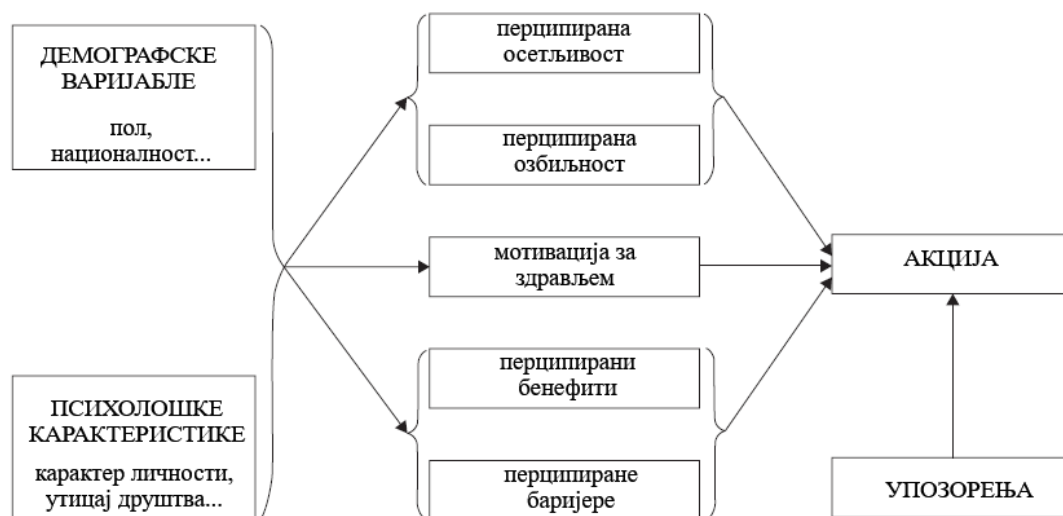 ДЕМОГРАФСКЕ
ВАРИЈАБЛЕ
пол,
националност...
ПСИХОЛОШКЕ
КАРАКТЕРИСТИКЕ
карактер личности,
утицај друштва...
перципирана
осетљивост
перципирана
озбиљност
мотивација за
здрављем
перципирани
бенефити
перципиране
баријере
АКЦИЈА
УПОЗОРЕЊА